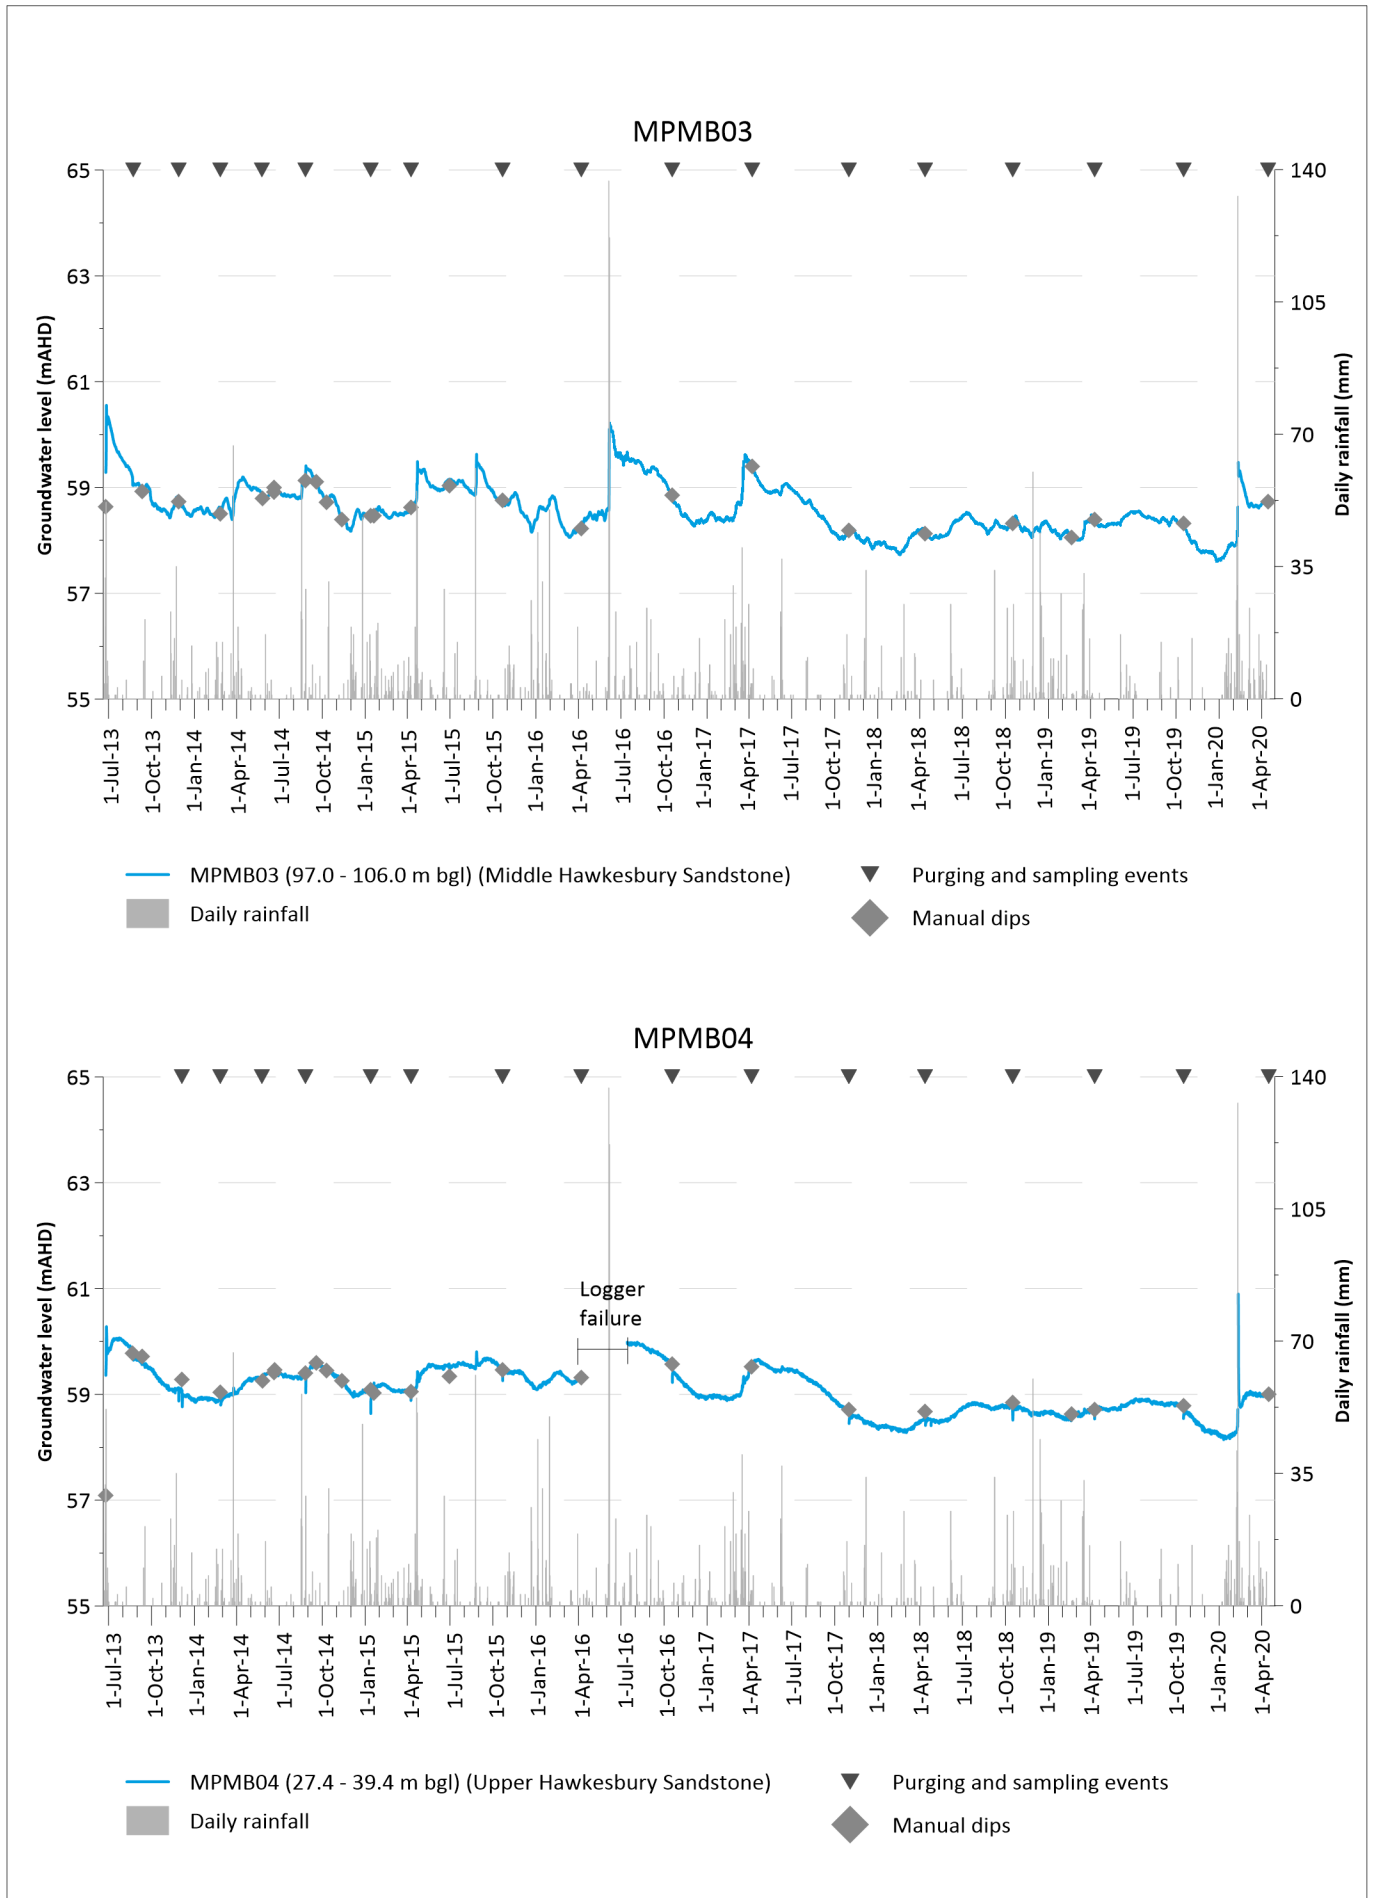 MPMB03
65
63
61
59
57
55
Groundwater level (mAHD)
140
105
70
35
0
Daily rainfall (mm)
1-Jul-13
1-Oct-13
1-Jan-14
1-Apr-14
1-Jul-14
1-Oct-14
1-Jan-15
1-Apr-15
1-Jul-15
1-Oct-15
1-Jan-16
1-Apr-16
1-Jul-16
1-Oct-16
1-Jan-17
1-Apr-17
1-Jul-17
1-Oct-17
1-Jan-18
1-Apr-18
1-Jul-18
1-Oct-18
1-Jan-19
1-Apr-19
1-Jul-19
1-Oct-19
1-Jan-20
1-Apr-20
MPMB03 (97.0 - 106.0 m bgl) (Middle Hawkesbury Sandstone)
Purging and sampling events
Daily rainfall
Manual dips
MPMB04
65
63
61
59
57
55
Groundwater level (mAHD)
Logger
failure
140
105
70
35
0
Daily rainfall (mm)
1-Jul-13
1-Oct-13
1-Jan-14
1-Apr-14
1-Jul-14
1-Oct-14
1-Jan-15
1-Apr-15
1-Jul-15
1-Oct-15
1-Jan-16
1-Apr-16
1-Jul-16
1-Oct-16
1-Jan-17
1-Apr-17
1-Jul-17
1-Oct-17
1-Jan-18
1-Apr-18
1-Jul-18
1-Oct-18
1-Jan-19
1-Apr-19
1-Jul-19
1-Oct-19
1-Jan-20
1-Apr-20
MPMB04 (27.4 - 39.4 m bgl) (Upper Hawkesbury Sandstone)
Purging and sampling events
Daily rainfall
Manual dips